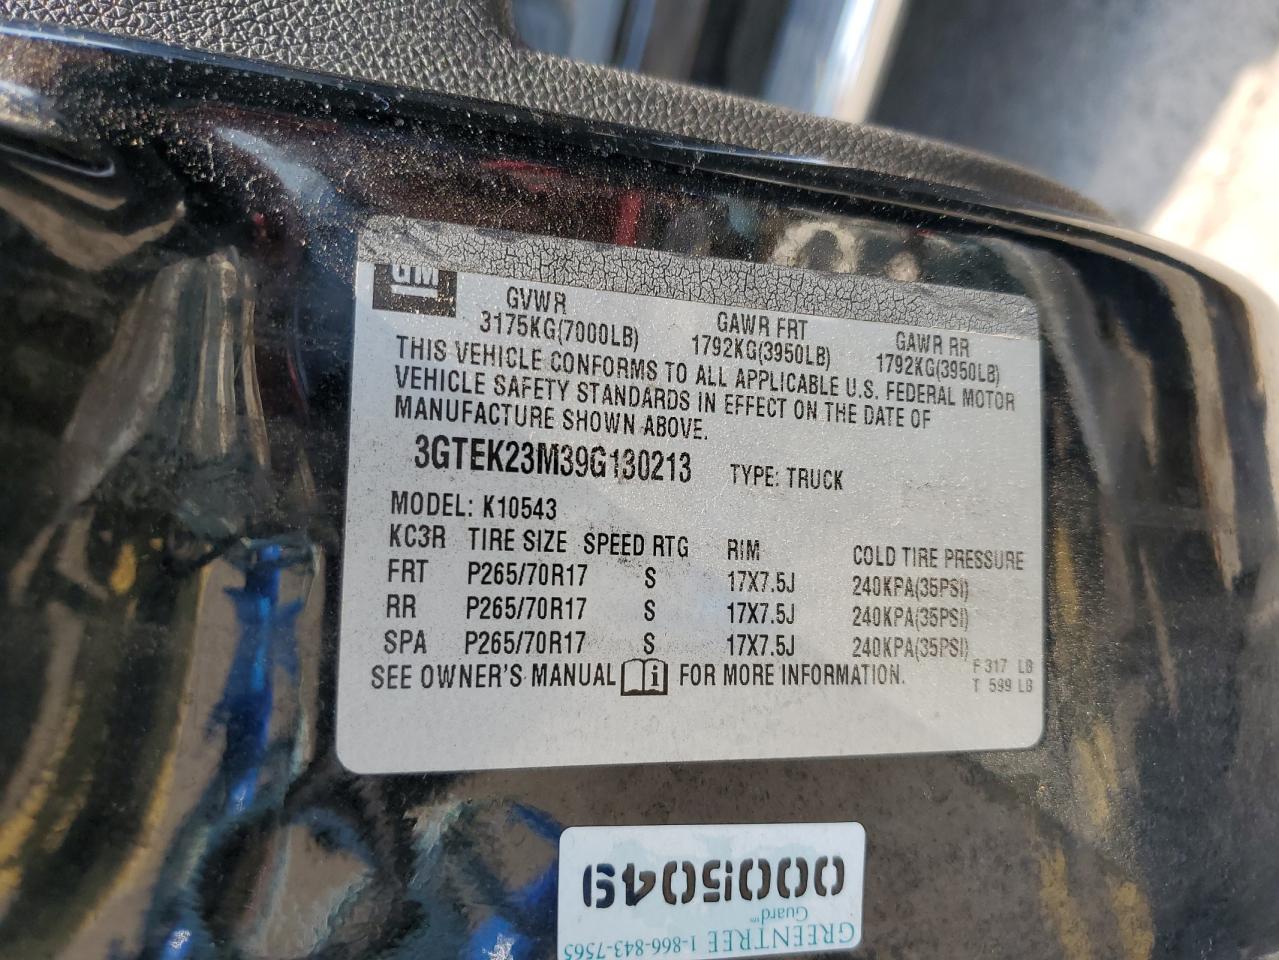 GM
GVWR GAWR FRT GAWR RR
3175KG(7000LB) 1792KG(3950LB) 1792KG(3950LB)
THIS VEHICLE CONFORMS TO ALL APPLICABLE U.S. FEDERAL MOTOR
VEHICLE SAFETY STANDARDS IN EFFECT ON THE DATE OF
MANUFACTURE SHOWN ABOVE.
3GTEK23M39G130213 TYPE: TRUCK
MODEL: K10543
KC3R TIRE SIZE SPEED RTG RIM COLD TIRE PRESSURE
FRT P265/70R17 S 17X7.5J 240KPA(35PSI)
RR P265/70R17 S 17X7.5J 240KPA(35PSI)
SPA P265/70R17 S 17X7.5J 240KPA(35PSI)
SEE OWNER'S MANUAL FOR MORE INFORMATION.
F 317 LB
T 599 LB
GREENTREE 1-866-843-7565
Guard™
0005049